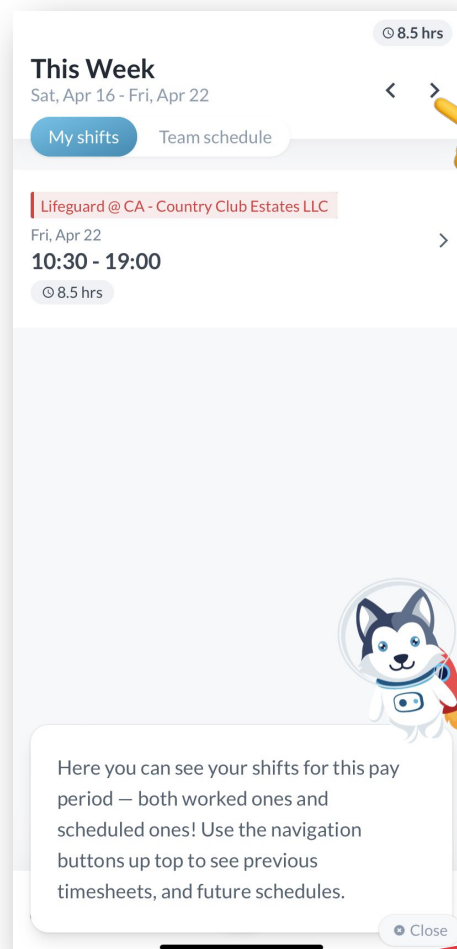 8.5 hrs
This Week
Sat, Apr 16 - Fri, Apr 22
My shifts
Team schedule
Lifeguard @ CA - Country Club Estates LLC
Fri, Apr 22
10:30 - 19:00
8.5 hrs
Here you can see your shifts for this pay
period — both worked ones and
scheduled ones! Use the navigation
buttons up top to see previous
timesheets, and future schedules.
Close